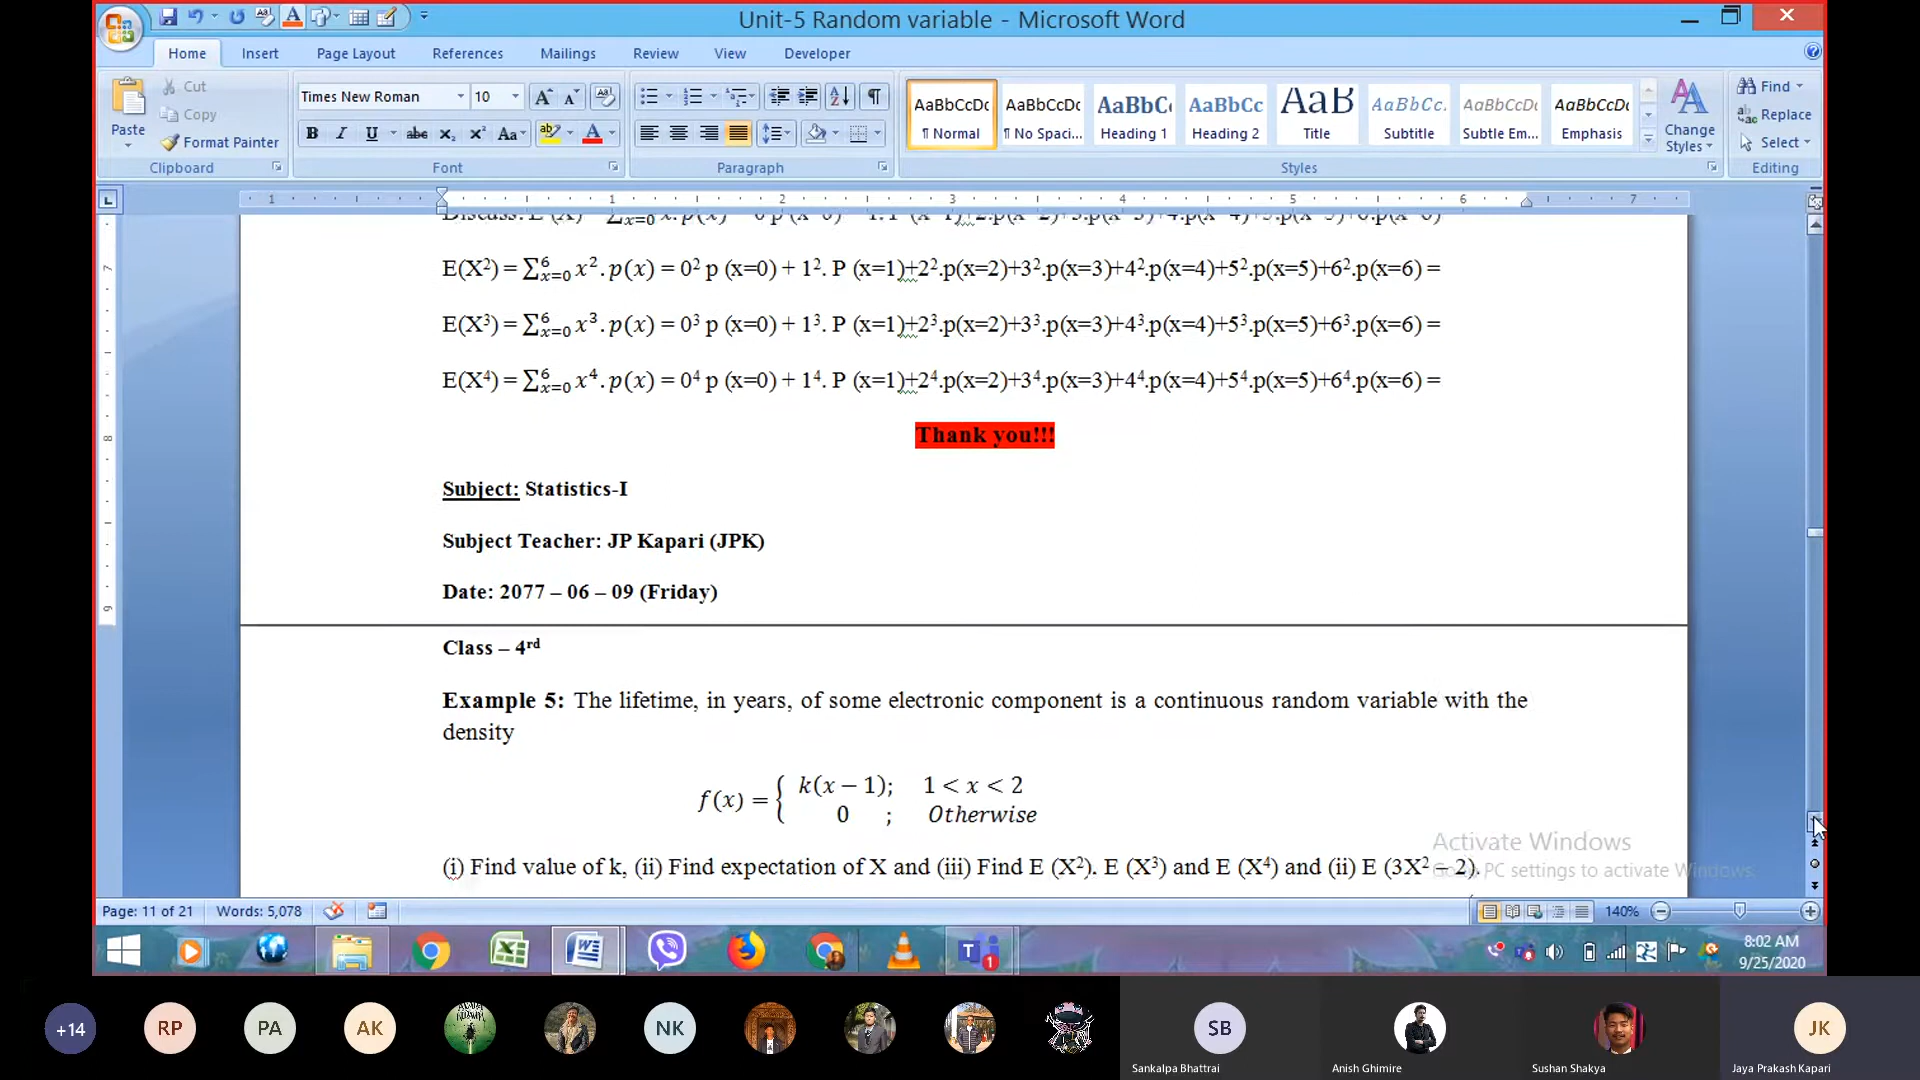 Unit-5 Random variable - Microsoft Word
Home Insert Page Layout References Mailings Review View Developer
Paste Cut Copy Format Painter Clipboard
Times New Roman 10 Font
Paragraph
AaBbCcDc ¶ Normal
AaBbCcDc ¶ No Spaci...
AaBbC Heading 1
AaBbCc Heading 2
AaB Title
AaBbCc. Subtitle
AaBbCcDc Subtle Em...
AaBbCcDc Emphasis
Change Styles
Styles
Find
Replace
Select
Editing
E(X²) = ∑⁶ₓ₌₀ x². p(x) = 0² p (x=0) + 1². P (x=1)+2².p(x=2)+3².p(x=3)+4².p(x=4)+5².p(x=5)+6².p(x=6) =
E(X³) = ∑⁶ₓ₌₀ x³. p(x) = 0³ p (x=0) + 1³. P (x=1)+2³.p(x=2)+3³.p(x=3)+4³.p(x=4)+5³.p(x=5)+6³.p(x=6) =
E(X⁴) = ∑⁶ₓ₌₀ x⁴. p(x) = 0⁴ p (x=0) + 1⁴. P (x=1)+2⁴.p(x=2)+3⁴.p(x=3)+4⁴.p(x=4)+5⁴.p(x=5)+6⁴.p(x=6) =
Thank you!!!
Subject: Statistics-I
Subject Teacher: JP Kapari (JPK)
Date: 2077 – 06 – 09 (Friday)
Class – 4rd
Example 5: The lifetime, in years, of some electronic component is a continuous random variable with the
density
f(x) = { k(x − 1); 1 < x < 2
0 ; Otherwise
(i) Find value of k, (ii) Find expectation of X and (iii) Find E (X²). E (X³) and E (X⁴) and (ii) E (3X² – 2).
Activate Windows
Go to PC settings to activate Windows.
Page: 11 of 21 Words: 5,078 140%
8:02 AM
9/25/2020
+14 RP PA AK NK SB JK
Sankalpa Bhattrai Anish Ghimire Sushan Shakya Jaya Prakash Kapari